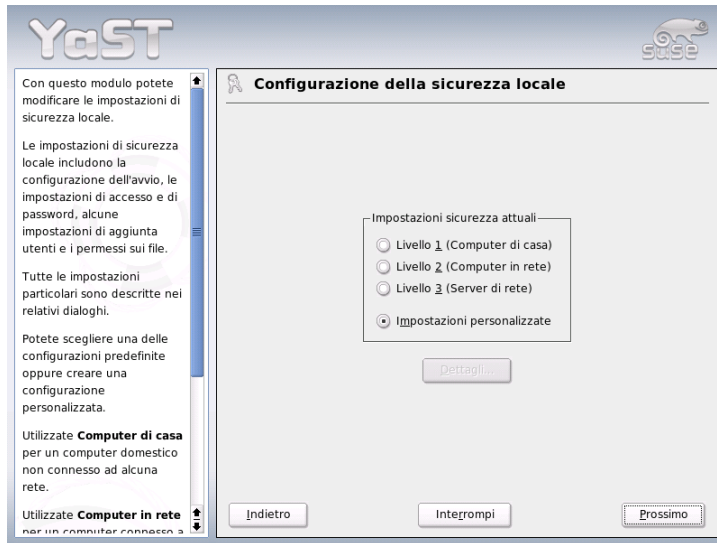 YaST
SUSE
Con questo modulo potete
modificare le impostazioni di
sicurezza locale.
Le impostazioni di sicurezza
locale includono la
configurazione dell'avvio, le
impostazioni di accesso e di
password, alcune
impostazioni di aggiunta
utenti e i permessi sui file.
Tutte le impostazioni
particolari sono descritte nei
relativi dialoghi.
Potete scegliere una delle
configurazioni predefinite
oppure creare una
configurazione
personalizzata.
Utilizzate Computer di casa
per un computer domestico
non connesso ad alcuna
rete.
Utilizzate Computer in rete
per un computer connesso a
Configurazione della sicurezza locale
Impostazioni sicurezza attuali
Livello 1 (Computer di casa)
Livello 2 (Computer in rete)
Livello 3 (Server di rete)
Impostazioni personalizzate
Dettagli...
Indietro
Interrompi
Prossimo